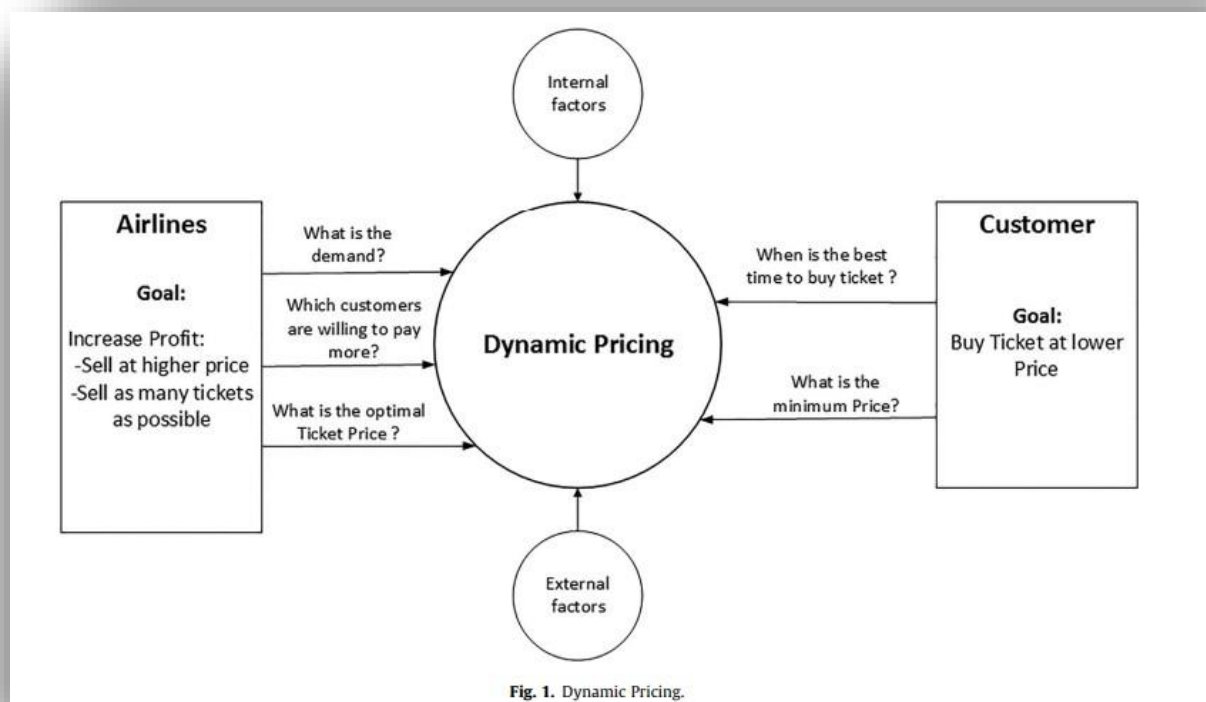 Internal
factors
Airlines
Goal:
Increase Profit:
-Sell at higher price
-Sell as many tickets
as possible
What is the
demand?
Which customers
are willing to pay
more?
What is the optimal
Ticket Price ?
Dynamic Pricing
When is the best
time to buy ticket ?
What is the
minimum Price?
Customer
Goal:
Buy Ticket at lower
Price
External
factors
Fig. 1. Dynamic Pricing.